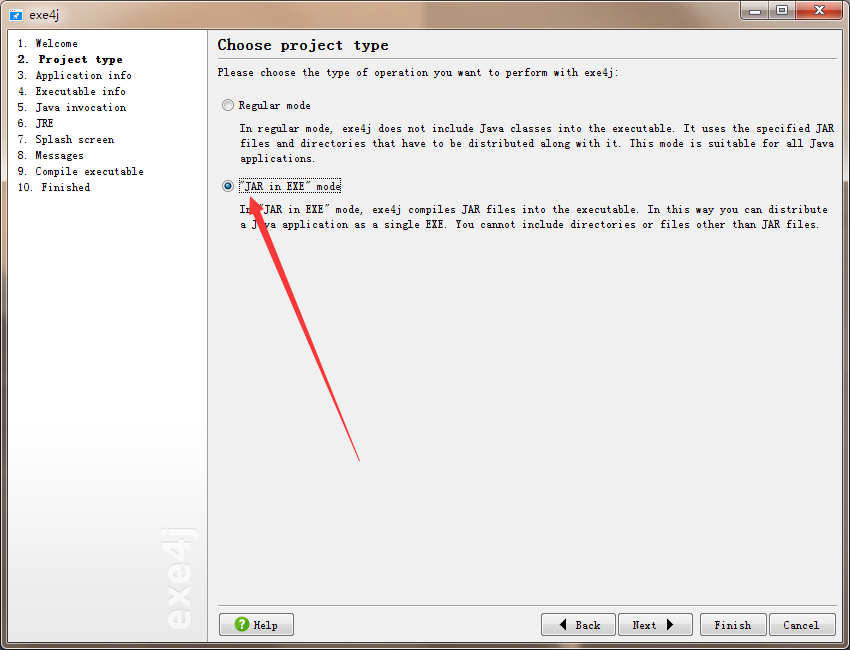 exe4j
1. Welcome
2. Project type
3. Application info
4. Executable info
5. Java invocation
6. JRE
7. Splash screen
8. Messages
9. Compile executable
10. Finished
exe4j
Choose project type
Please choose the type of operation you want to perform with exe4j:
Regular mode
In regular mode, exe4j does not include Java classes into the executable. It uses the specified JAR
files and directories that have to be distributed along with it. This mode is suitable for all Java
applications.
"JAR in EXE" mode
In "JAR in EXE" mode, exe4j compiles JAR files into the executable. In this way you can distribute
a Java application as a single EXE. You cannot include directories or files other than JAR files.
Help
Back
Next
Finish
Cancel